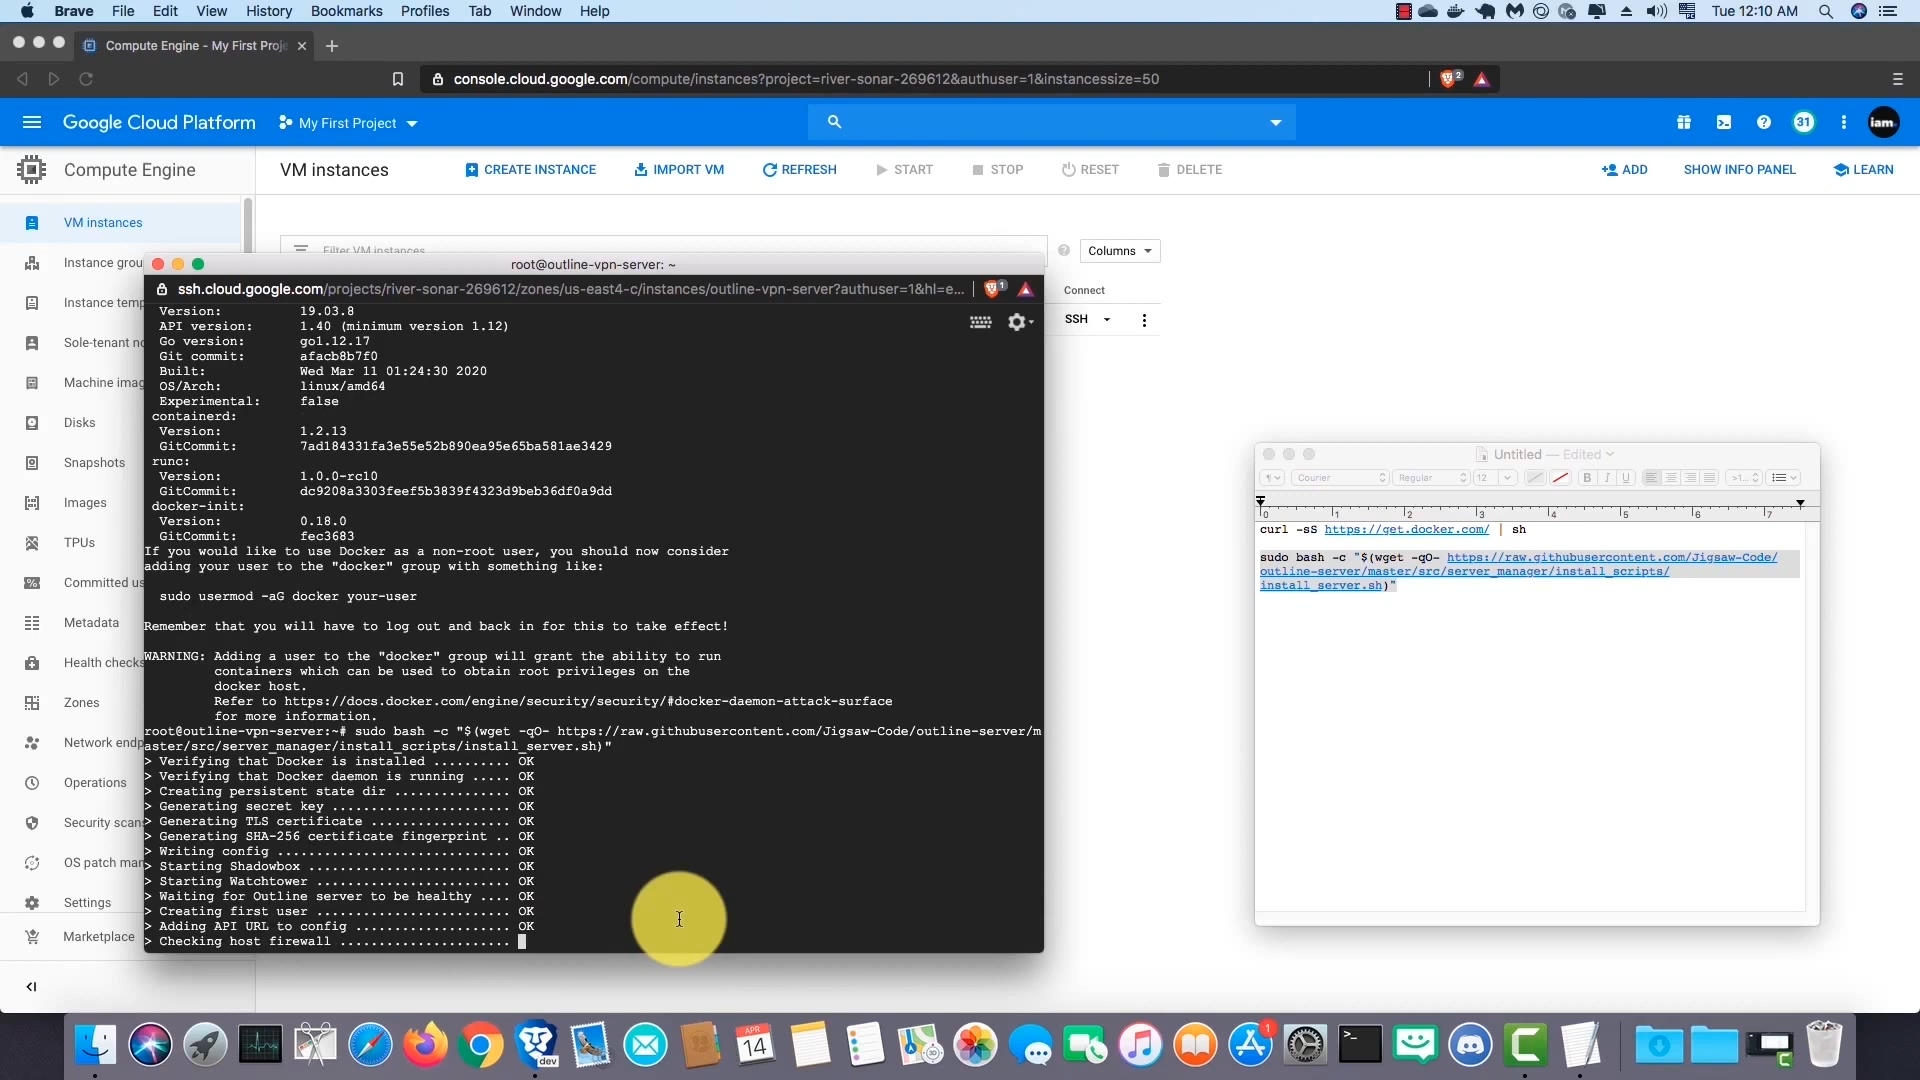 Brave File Edit View History Bookmarks Profiles Tab Window Help Tue 12:10 AM
Compute Engine - My First Proje
console.cloud.google.com/compute/instances?project=river-sonar-269612&authuser=1&instancessize=50 2
Google Cloud Platform My First Project 31 iam.
Compute Engine VM instances CREATE INSTANCE IMPORT VM REFRESH START STOP RESET DELETE ADD SHOW INFO PANEL LEARN
VM instances
Instance grou
Instance temp
Sole-tenant no
Machine imag
Disks
Snapshots
Images
TPUs
Committed us
Metadata
Health checks
Zones
Network endp
Operations
Security scans
OS patch man
Settings
Marketplace
Filter VM instances Columns
Connect
SSH
root@outline-vpn-server: ~
ssh.cloud.google.com/projects/river-sonar-269612/zones/us-east4-c/instances/outline-vpn-server?authuser=1&hl=e... 1
Version: 19.03.8
API version: 1.40 (minimum version 1.12)
Go version: go1.12.17
Git commit: afacb8b7f0
Built: Wed Mar 11 01:24:30 2020
OS/Arch: linux/amd64
Experimental: false
containerd:
Version: 1.2.13
GitCommit: 7ad184331fa3e55e52b890ea95e65ba581ae3429
runc:
Version: 1.0.0-rc10
GitCommit: dc9208a3303feef5b3839f4323d9beb36df0a9dd
docker-init:
Version: 0.18.0
GitCommit: fec3683
If you would like to use Docker as a non-root user, you should now consider
adding your user to the "docker" group with something like:
sudo usermod -aG docker your-user
Remember that you will have to log out and back in for this to take effect!
WARNING: Adding a user to the "docker" group will grant the ability to run
containers which can be used to obtain root privileges on the
docker host.
Refer to https://docs.docker.com/engine/security/security/#docker-daemon-attack-surface
for more information.
root@outline-vpn-server:~# sudo bash -c "$(wget -qO- https://raw.githubusercontent.com/Jigsaw-Code/outline-server/m
aster/src/server_manager/install_scripts/install_server.sh)"
> Verifying that Docker is installed .......... OK
> Verifying that Docker daemon is running ..... OK
> Creating persistent state dir ............... OK
> Generating secret key ....................... OK
> Generating TLS certificate .................. OK
> Generating SHA-256 certificate fingerprint .. OK
> Writing config .............................. OK
> Starting Shadowbox .......................... OK
> Starting Watchtower ......................... OK
> Waiting for Outline server to be healthy .... OK
> Creating first user ......................... OK
> Adding API URL to config .................... OK
> Checking host firewall ......................
Untitled — Edited
Courier Regular 12 B I U >1...
0 1 2 3 4 5 6 7
curl -sS https://get.docker.com/ | sh
sudo bash -c "$(wget -qO- https://raw.githubusercontent.com/Jigsaw-Code/
outline-server/master/src/server_manager/install_scripts/
install_server.sh)"
dev APR 14 1